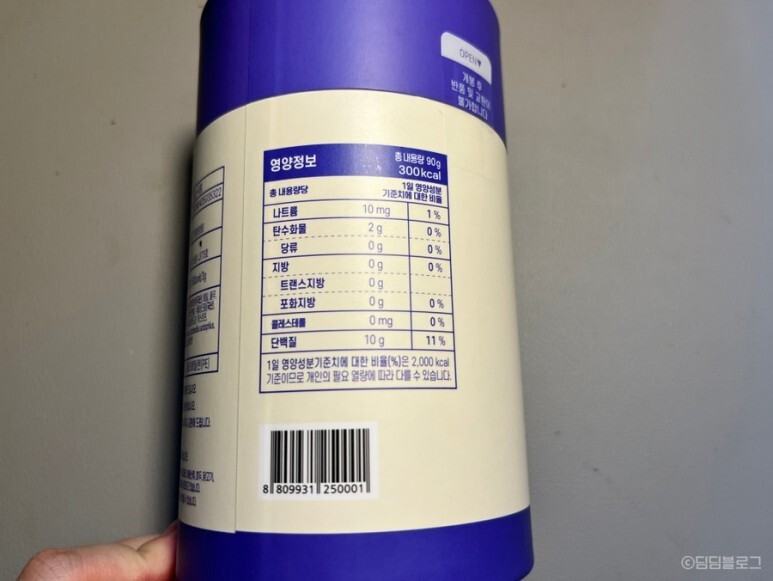 OPEN♥
개봉 후
반품 및 교환이
불가합니다
영양정보
총 내용량 90g
300kcal
총 내용량당
1일 영양성분
기준치에 대한 비율
나트륨 10 mg 1 %
탄수화물 2 g 0 %
당류 0 g 0 %
지방 0 g 0 %
트랜스지방 0 g
포화지방 0 g 0 %
콜레스테롤 0 mg 0 %
단백질 10 g 11 %
1일 영양성분기준치에 대한 비율(%)은 2,000 kcal
기준이므로 개인의 필요 열량에 따라 다를 수 있습니다.
8 809931 250001
©딤딤블로그